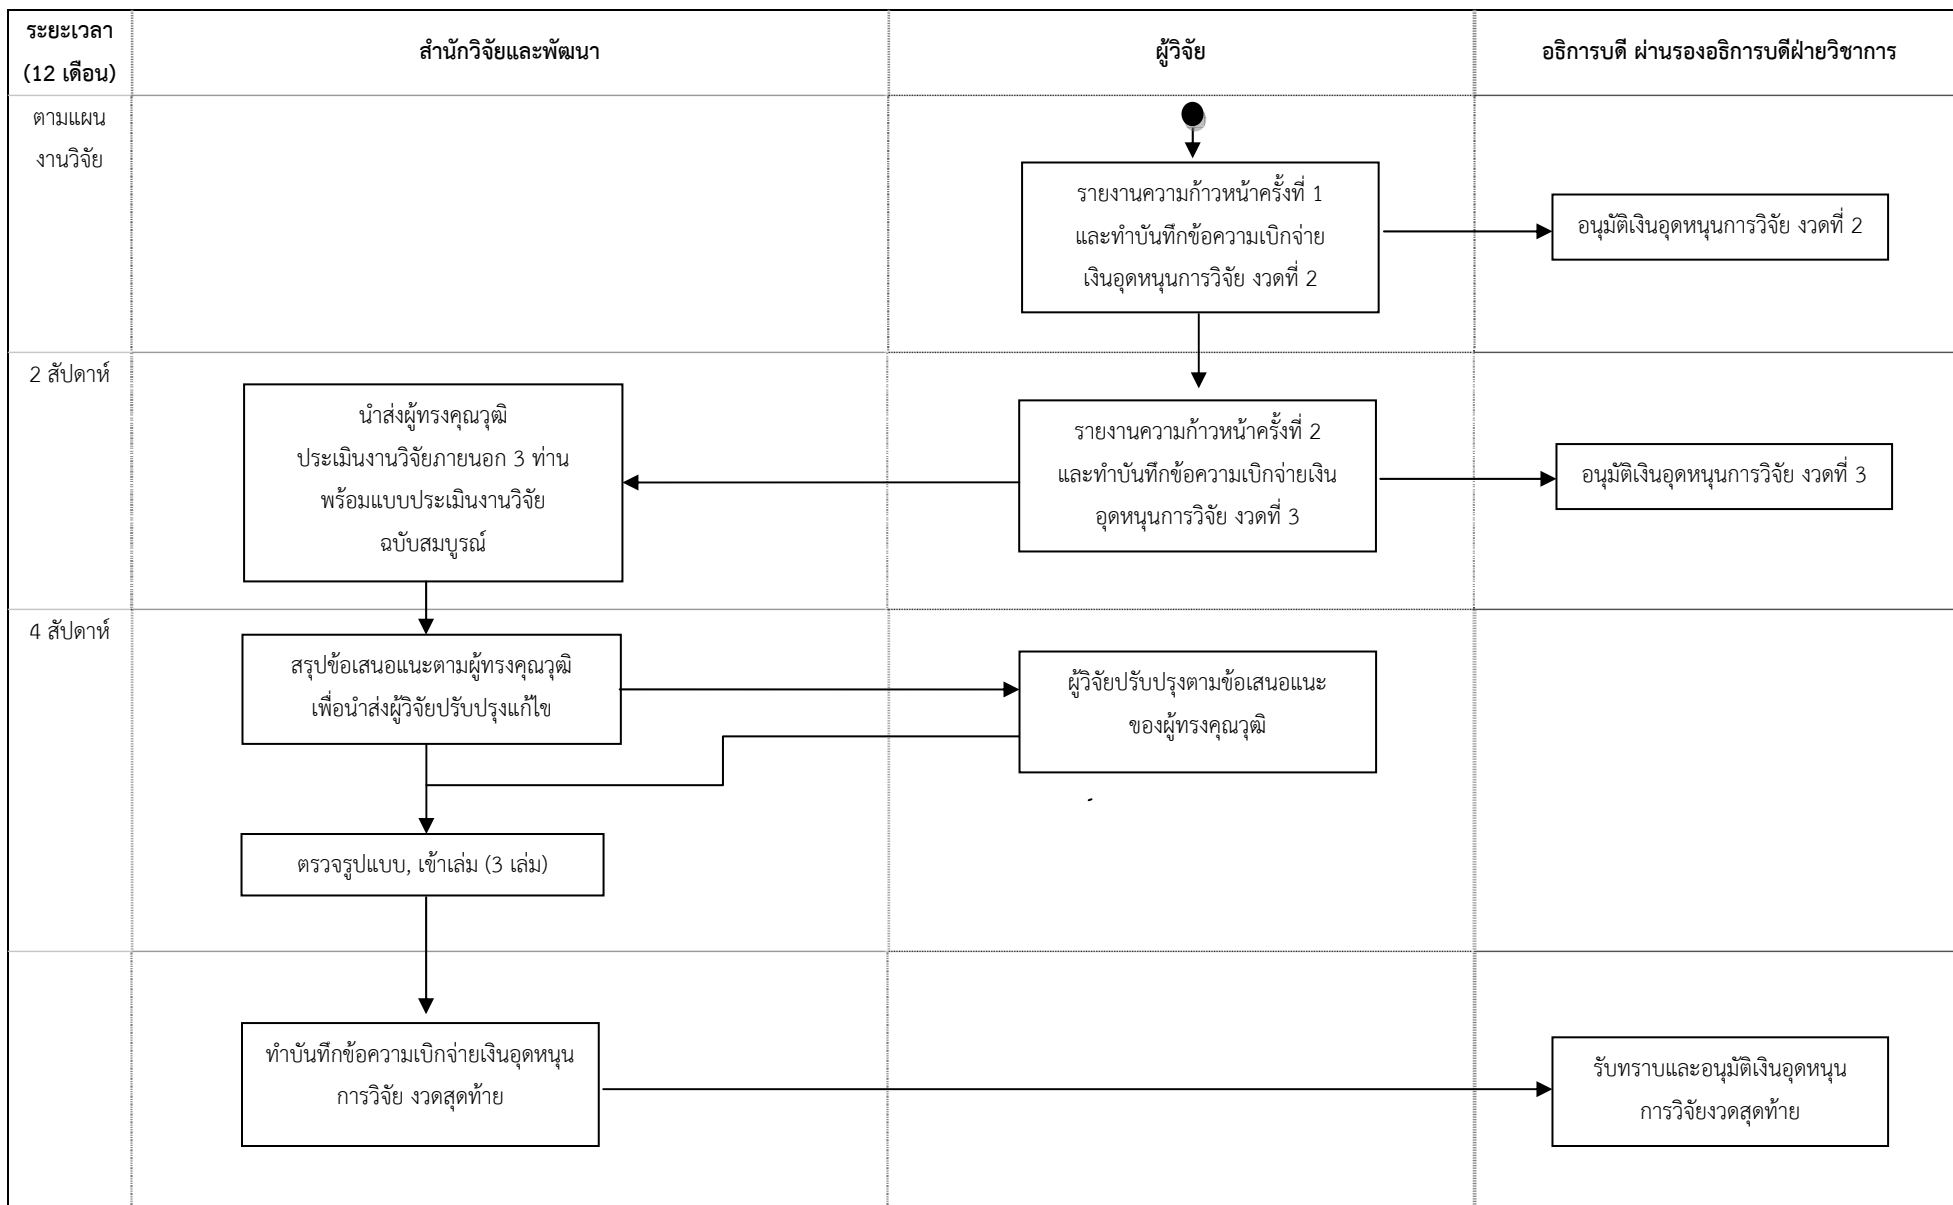 ระยะเวลา
(12 เดือน)
สำนักวิจัยและพัฒนา
ผู้วิจัย
อธิการบดี ผ่านรองอธิการบดีฝ่ายวิชาการ
ตามแผน
งานวิจัย
รายงานความก้าวหน้าครั้งที่ 1
และทำบันทึกข้อความเบิกจ่าย
เงินอุดหนุนการวิจัย งวดที่ 2
อนุมัติเงินอุดหนุนการวิจัย งวดที่ 2
2 สัปดาห์
นำส่งผู้ทรงคุณวุฒิ
ประเมินงานวิจัยภายนอก 3 ท่าน
พร้อมแบบประเมินงานวิจัย
ฉบับสมบูรณ์
รายงานความก้าวหน้าครั้งที่ 2
และทำบันทึกข้อความเบิกจ่ายเงิน
อุดหนุนการวิจัย งวดที่ 3
อนุมัติเงินอุดหนุนการวิจัย งวดที่ 3
4 สัปดาห์
สรุปข้อเสนอแนะตามผู้ทรงคุณวุฒิ
เพื่อนำส่งผู้วิจัยปรับปรุงแก้ไข
ผู้วิจัยปรับปรุงตามข้อเสนอแนะ
ของผู้ทรงคุณวุฒิ
ตรวจรูปแบบ, เข้าเล่ม (3 เล่ม)
ทำบันทึกข้อความเบิกจ่ายเงินอุดหนุน
การวิจัย งวดสุดท้าย
รับทราบและอนุมัติเงินอุดหนุน
การวิจัยงวดสุดท้าย